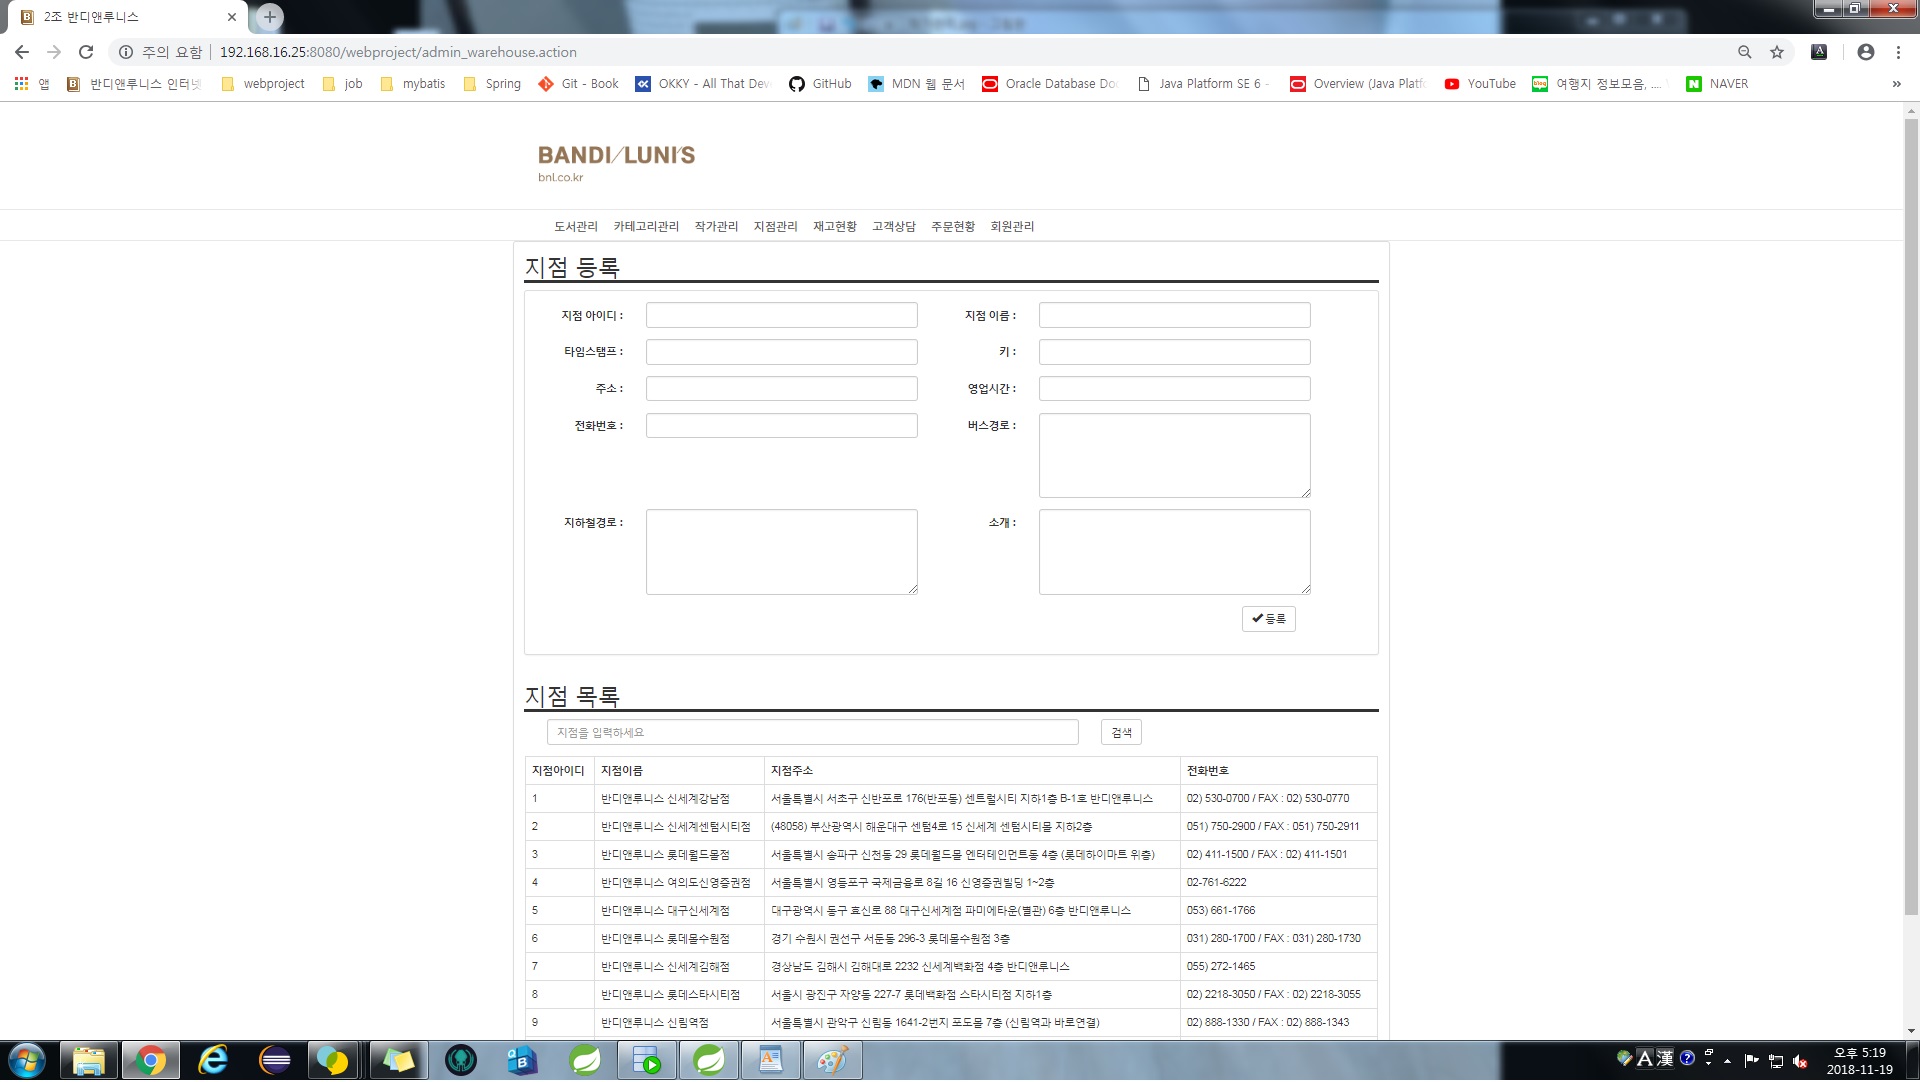 2조 반디앤루니스
주의 요함 192.168.16.25:8080/webproject/admin_warehouse.action
앱 반디앤루니스 인터넷 webproject job mybatis Spring Git - Book OKKY - All That Dev GitHub MDN 웹 문서 Oracle Database Do Java Platform SE 6 - Overview (Java Platf YouTube 여행지 정보모음, .... NAVER »
BANDI/LUNI'S
bnl.co.kr
도서관리 카테고리관리 작가관리 지점관리 재고현황 고객상담 주문현황 회원관리
지점 등록
지점 아이디 : 지점 이름 :
타임스탬프 : 키 :
주소 : 영업시간 :
전화번호 : 버스경로 :
지하철경로 : 소개 :
등록
지점 목록
지점을 입력하세요 검색
지점아이디 지점이름 지점주소 전화번호
1 반디앤루니스 신세계강남점 서울특별시 서초구 신반포로 176(반포동) 센트럴시티 지하1층 B-1호 반디앤루니스 02) 530-0700 / FAX : 02) 530-0770
2 반디앤루니스 신세계센텀시티점 (48058) 부산광역시 해운대구 센텀4로 15 신세계 센텀시티몰 지하2층 051) 750-2900 / FAX : 051) 750-2911
3 반디앤루니스 롯데월드몰점 서울특별시 송파구 신천동 29 롯데월드몰 엔터테인먼트동 4층 (롯데하이마트 위층) 02) 411-1500 / FAX : 02) 411-1501
4 반디앤루니스 여의도신영증권점 서울특별시 영등포구 국제금융로 8길 16 신영증권빌딩 1~2층 02-761-6222
5 반디앤루니스 대구신세계점 대구광역시 동구 효신로 88 대구신세계점 파미에타운(별관) 6층 반디앤루니스 053) 661-1766
6 반디앤루니스 롯데몰수원점 경기 수원시 권선구 서둔동 296-3 롯데몰수원점 3층 031) 280-1700 / FAX : 031) 280-1730
7 반디앤루니스 신세계김해점 경상남도 김해시 김해대로 2232 신세계백화점 4층 반디앤루니스 055) 272-1465
8 반디앤루니스 롯데스타시티점 서울시 광진구 자양동 227-7 롯데백화점 스타시티점 지하1층 02) 2218-3050 / FAX : 02) 2218-3055
9 반디앤루니스 신림역점 서울특별시 관악구 신림동 1641-2번지 포도몰 7층 (신림역과 바로연결) 02) 888-1330 / FAX : 02) 888-1343
A 漢 오후 5:19
2018-11-19